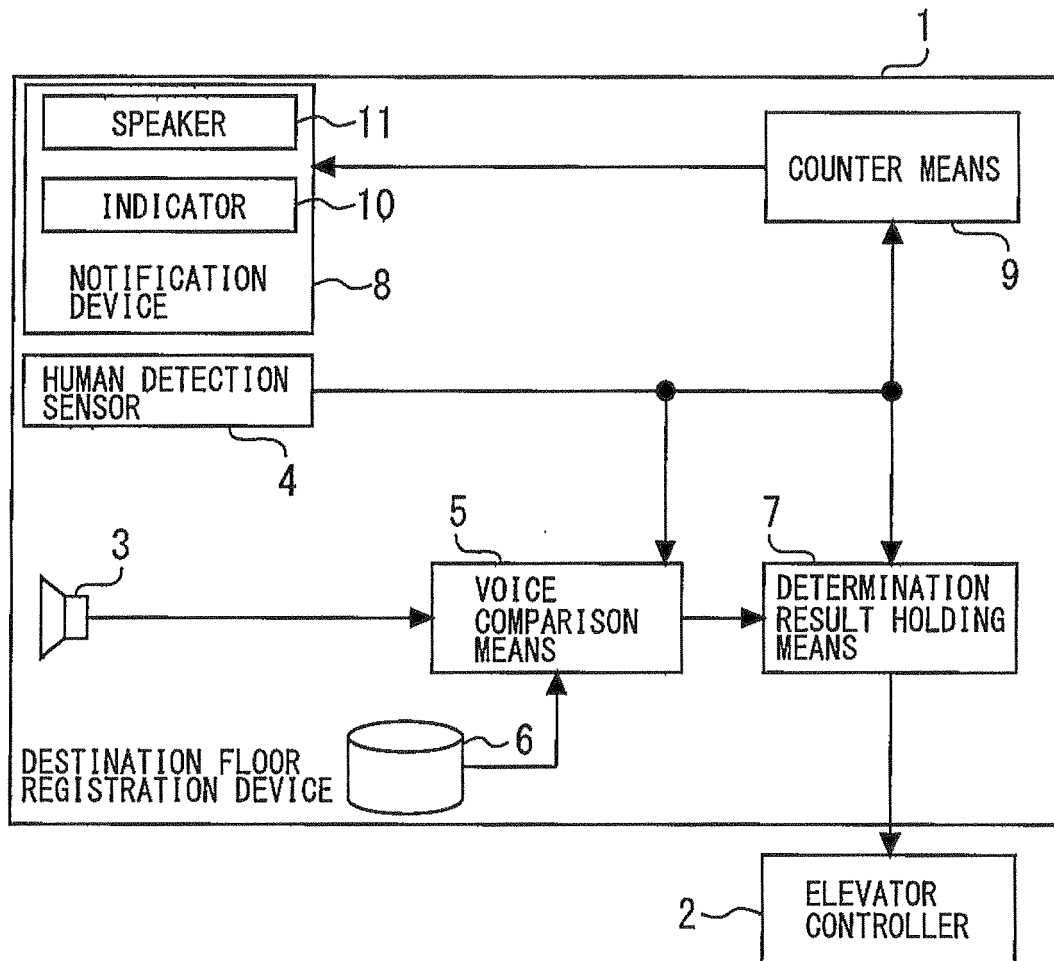 1
SPEAKER
11
INDICATOR
10
NOTIFICATION
DEVICE
8
COUNTER MEANS
9
HUMAN DETECTION
SENSOR
4
3
5
VOICE
COMPARISON
MEANS
7
DETERMINATION
RESULT HOLDING
MEANS
6
DESTINATION FLOOR
REGISTRATION DEVICE
2
ELEVATOR
CONTROLLER